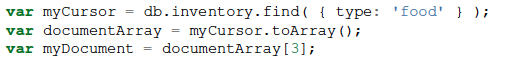 var myCursor = db.inventory.find( { type: 'food' } );
var documentArray = myCursor.toArray();
var myDocument = documentArray[3];